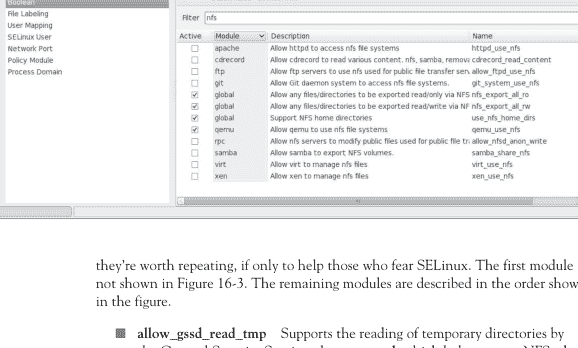 Boolean
File Labeling
User Mapping
SELinux User
Network Port
Policy Module
Process Domain
Filter nfs
Active Module Description Name
apache Allow httpd to access nfs file systems httpd_use_nfs
cdrecord Allow cdrecord to read various content. nfs, samba, remov cdrecord_read_content
ftp Allow ftp servers to use nfs used for public file transfer serv allow_ftpd_use_nfs
git Allow Git daemon system to access nfs file systems. git_system_use_nfs
global Allow any files/directories to be exported read/only via NFS nfs_export_all_ro
global Allow any files/directories to be exported read/write via NF nfs_export_all_rw
global Support NFS home directories use_nfs_home_dirs
qemu Allow qemu to use nfs file systems qemu_use_nfs
rpc Allow nfs servers to modify public files used for public file tr allow_nfsd_anon_write
samba Allow samba to export NFS volumes. samba_share_nfs
virt Allow virt to manage nfs files virt_use_nfs
xen Allow xen to manage nfs files xen_use_nfs
they're worth repeating, if only to help those who fear SELinux. The first module
not shown in Figure 16-3. The remaining modules are described in the order show
in the figure.
allow_gssd_read_tmp Supports the reading of temporary directories by